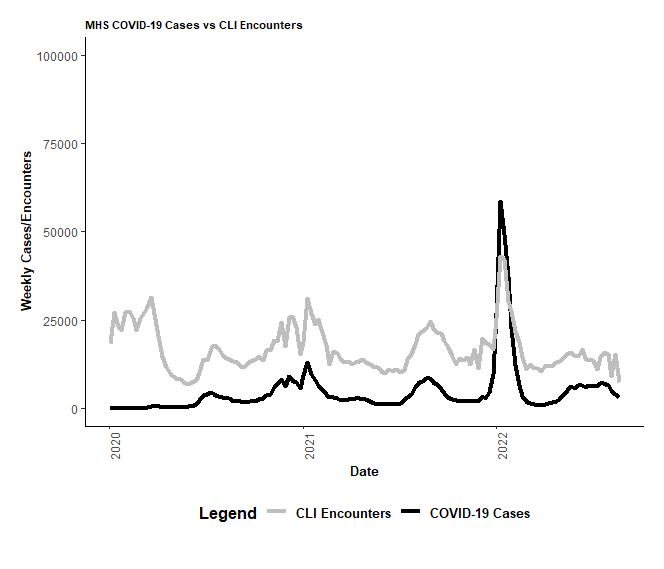 MHS COVID-19 Cases vs CLI Encounters
100000
75000
50000
25000
0
Weekly Cases/Encounters
2020
2021
2022
Date
Legend CLI Encounters COVID-19 Cases